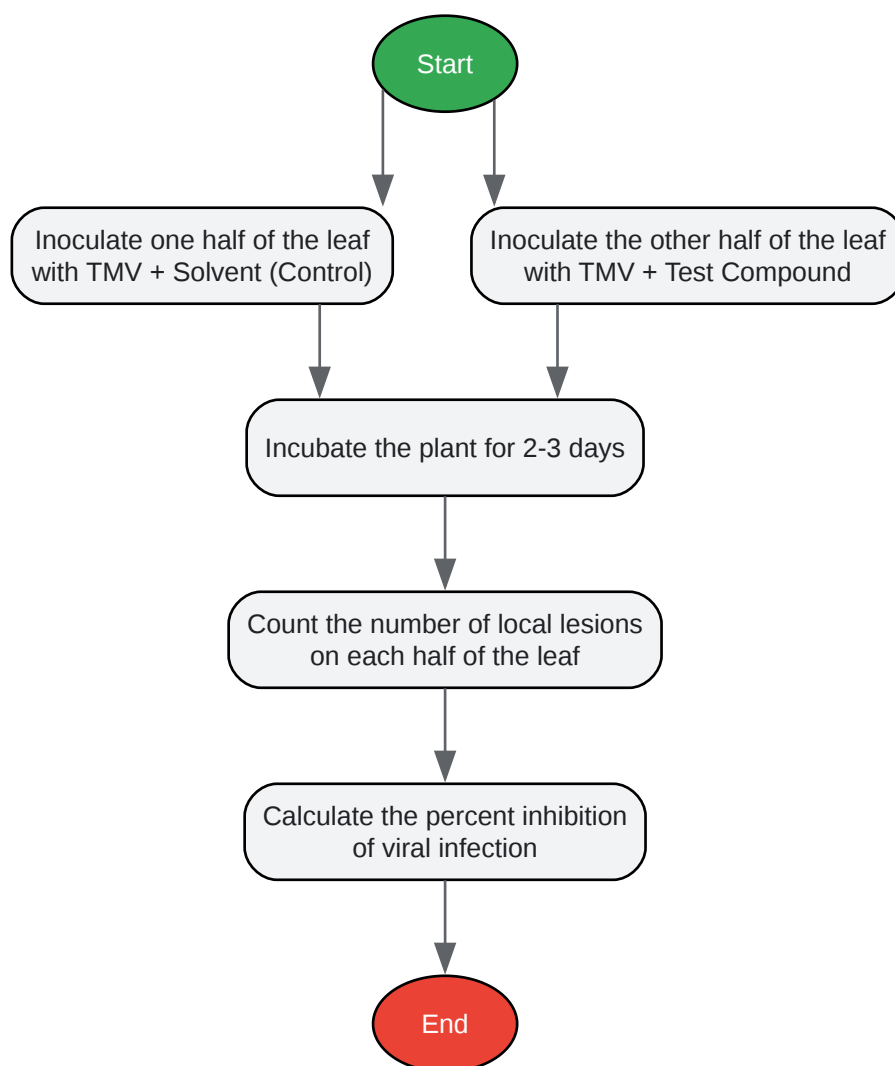 Start
Inoculate one half of the leaf
with TMV + Solvent (Control)
Inoculate the other half of the leaf
with TMV + Test Compound
Incubate the plant for 2-3 days
Count the number of local lesions
on each half of the leaf
Calculate the percent inhibition
of viral infection
End